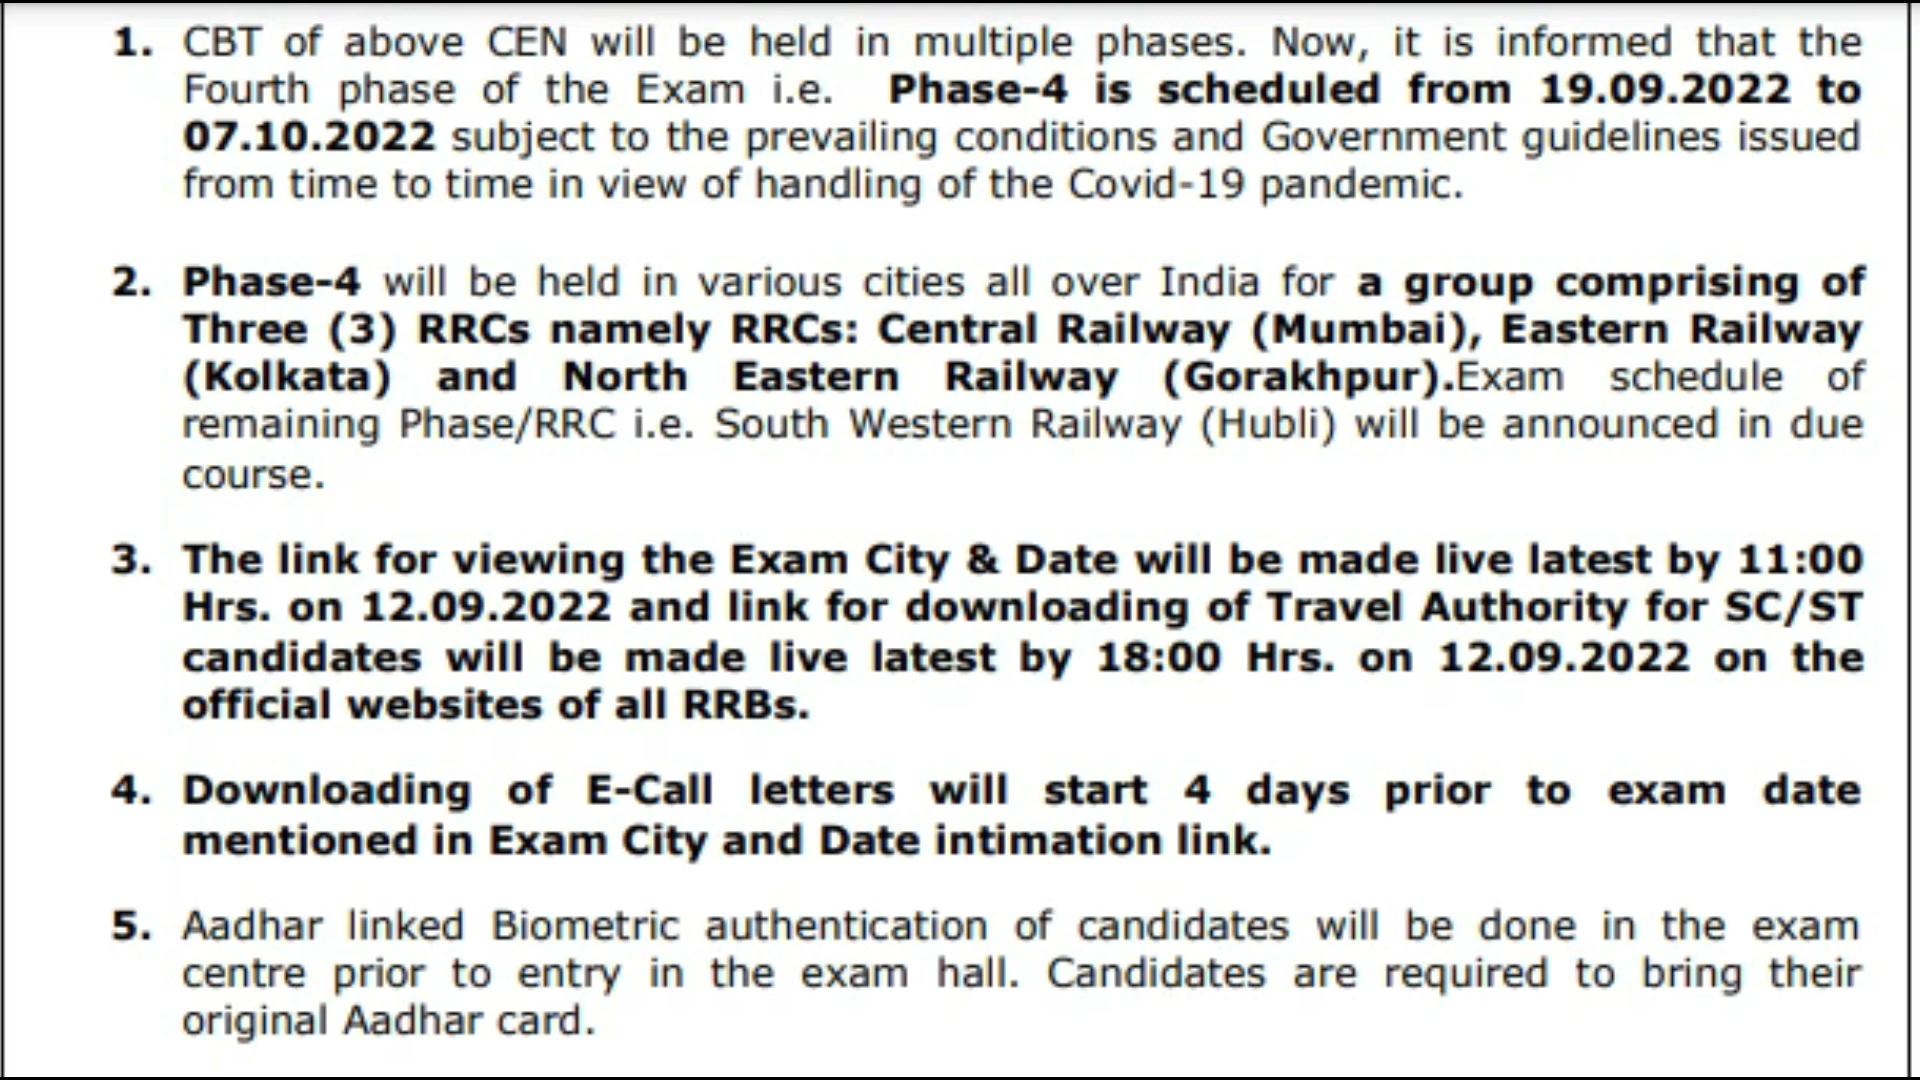 1. CBT of above CEN will be held in multiple phases. Now, it is informed that the
Fourth phase of the Exam i.e. Phase-4 is scheduled from 19.09.2022 to
07.10.2022 subject to the prevailing conditions and Government guidelines issued
from time to time in view of handling of the Covid-19 pandemic.
2. Phase-4 will be held in various cities all over India for a group comprising of
Three (3) RRCs namely RRCs: Central Railway (Mumbai), Eastern Railway
(Kolkata) and North Eastern Railway (Gorakhpur).Exam schedule of
remaining Phase/RRC i.e. South Western Railway (Hubli) will be announced in due
course.
3. The link for viewing the Exam City & Date will be made live latest by 11:00
Hrs. on 12.09.2022 and link for downloading of Travel Authority for SC/ST
candidates will be made live latest by 18:00 Hrs. on 12.09.2022 on the
official websites of all RRBs.
4. Downloading of E-Call letters will start 4 days prior to exam date
mentioned in Exam City and Date intimation link.
5. Aadhar linked Biometric authentication of candidates will be done in the exam
centre prior to entry in the exam hall. Candidates are required to bring their
original Aadhar card.